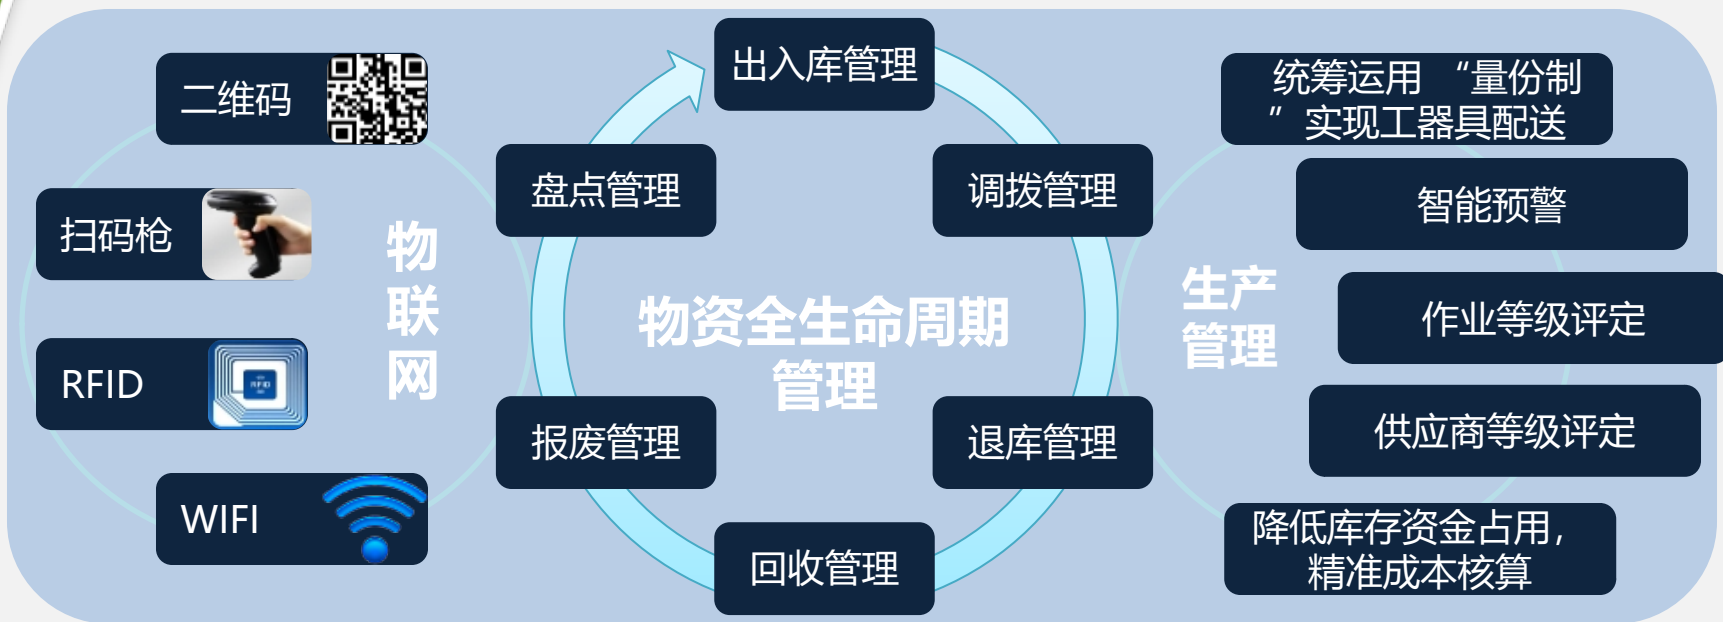 二维码
扫码枪
RFID
RFID
WIFI
物
联
网
出入库管理
调拨管理
退库管理
回收管理
报废管理
盘点管理
物资全生命周期
管理
生产
管理
统筹运用 “量份制
”实现工器具配送
智能预警
作业等级评定
供应商等级评定
降低库存资金占用，
精准成本核算